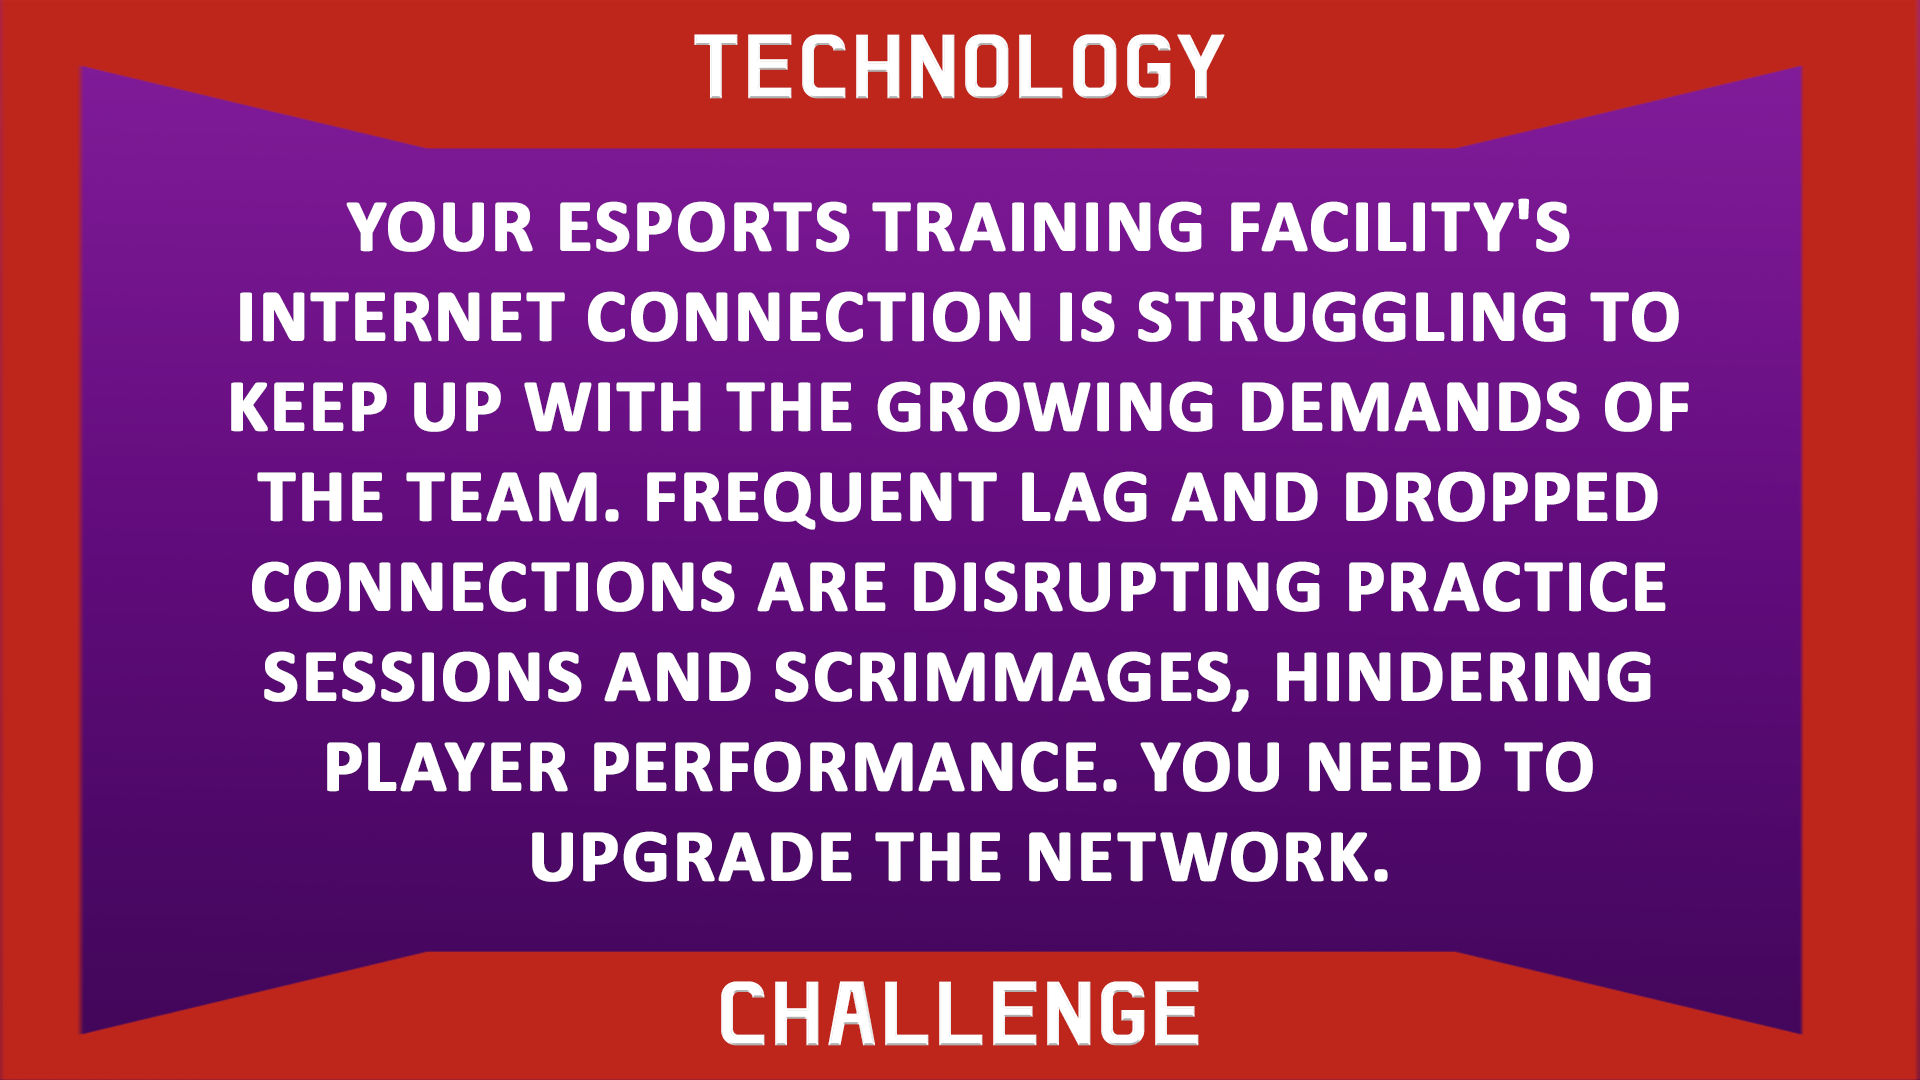 TECHNOLOGY
YOUR ESPORTS TRAINING FACILITY'S
INTERNET CONNECTION IS STRUGGLING TO
KEEP UP WITH THE GROWING DEMANDS OF
THE TEAM. FREQUENT LAG AND DROPPED
CONNECTIONS ARE DISRUPTING PRACTICE
SESSIONS AND SCRIMMAGES, HINDERING
PLAYER PERFORMANCE. YOU NEED TO
UPGRADE THE NETWORK.
CHALLENGE